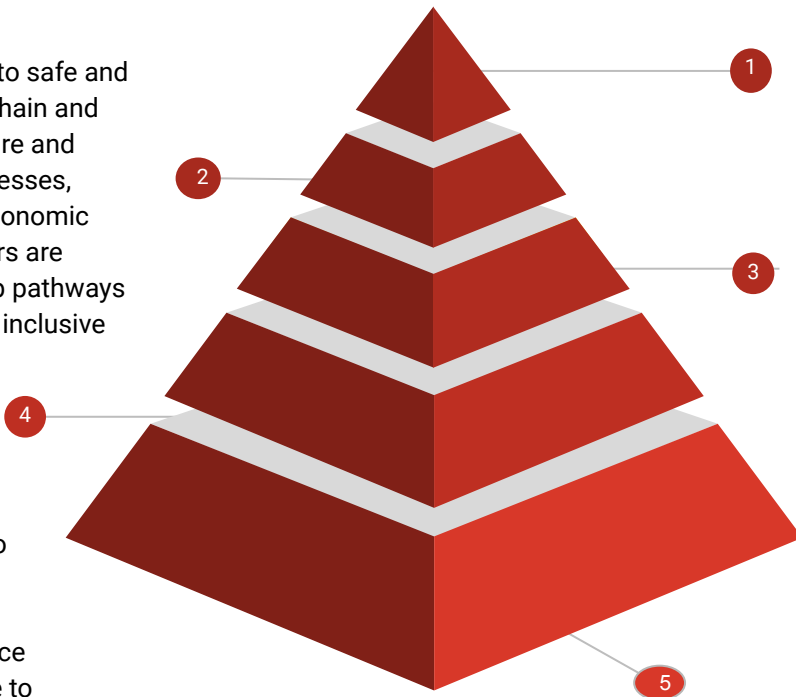 to safe and
hain and
re and
esses,
onomic
rs are
o pathways
inclusive
o
ce
e to
1
2
3
4
5